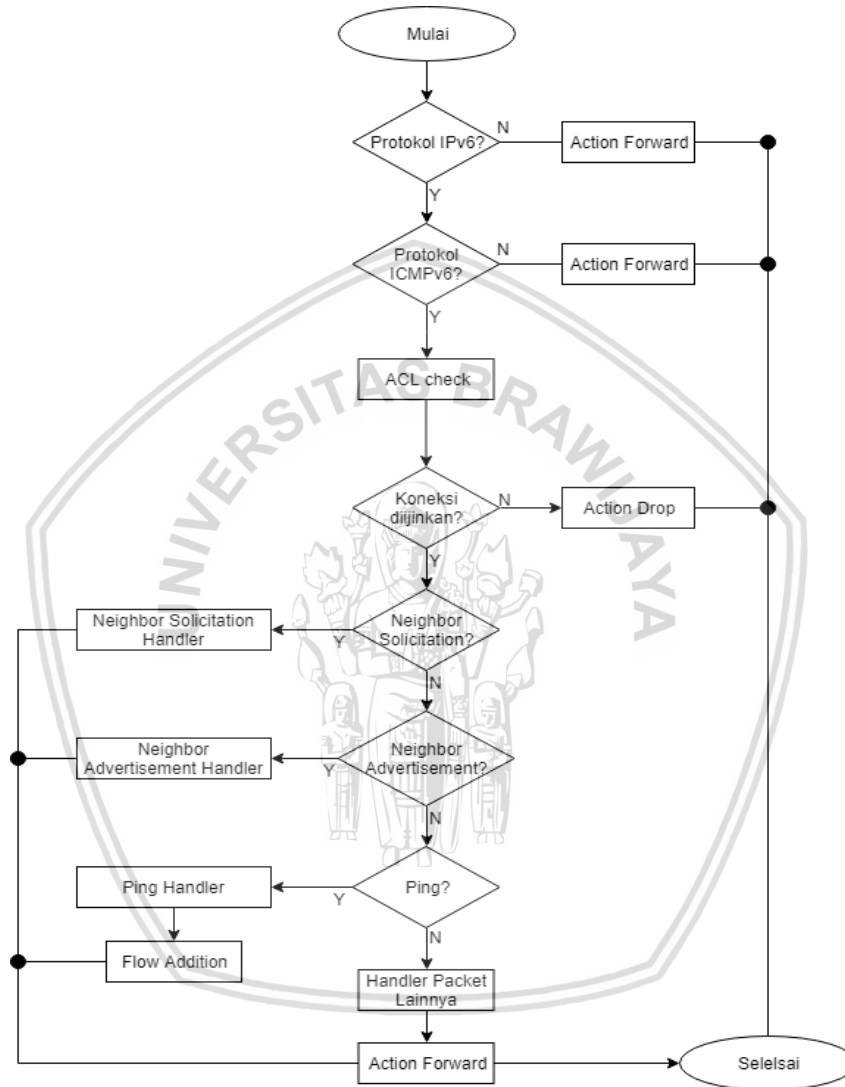 Mulai
Protokol IPv6?
N
Action Forward
Y
Protokol
ICMPv6?
N
Action Forward
Y
ACL check
UNIVERSITAS BRAWIJAYA
Koneksi
diijinkan?
N
Action Drop
Y
Neighbor Solicitation
Handler
Y
Neighbor
Solicitation?
N
Neighbor
Advertisement Handler
Y
Neighbor
Advertisement?
N
Ping Handler
Y
Ping?
N
Flow Addition
Handler Packet
Lainnya
Action Forward
Selelsai